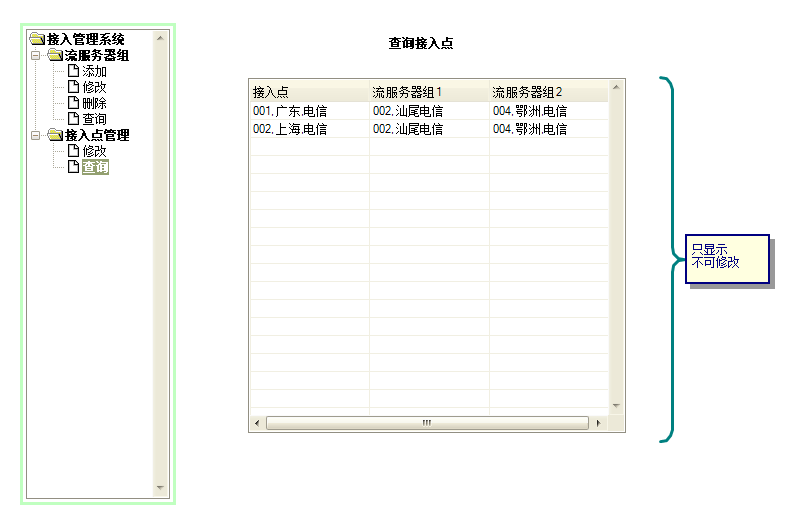 接入管理系统
流服务器组
添加
修改
删除
查询
接入点管理
修改
查询
查询接入点
接入点 流服务器组1 流服务器组2
001.广东.电信 002.汕尾电信 004.鄂洲.电信
002.上海.电信 002.汕尾电信 004.鄂洲.电信
只显示
不可修改